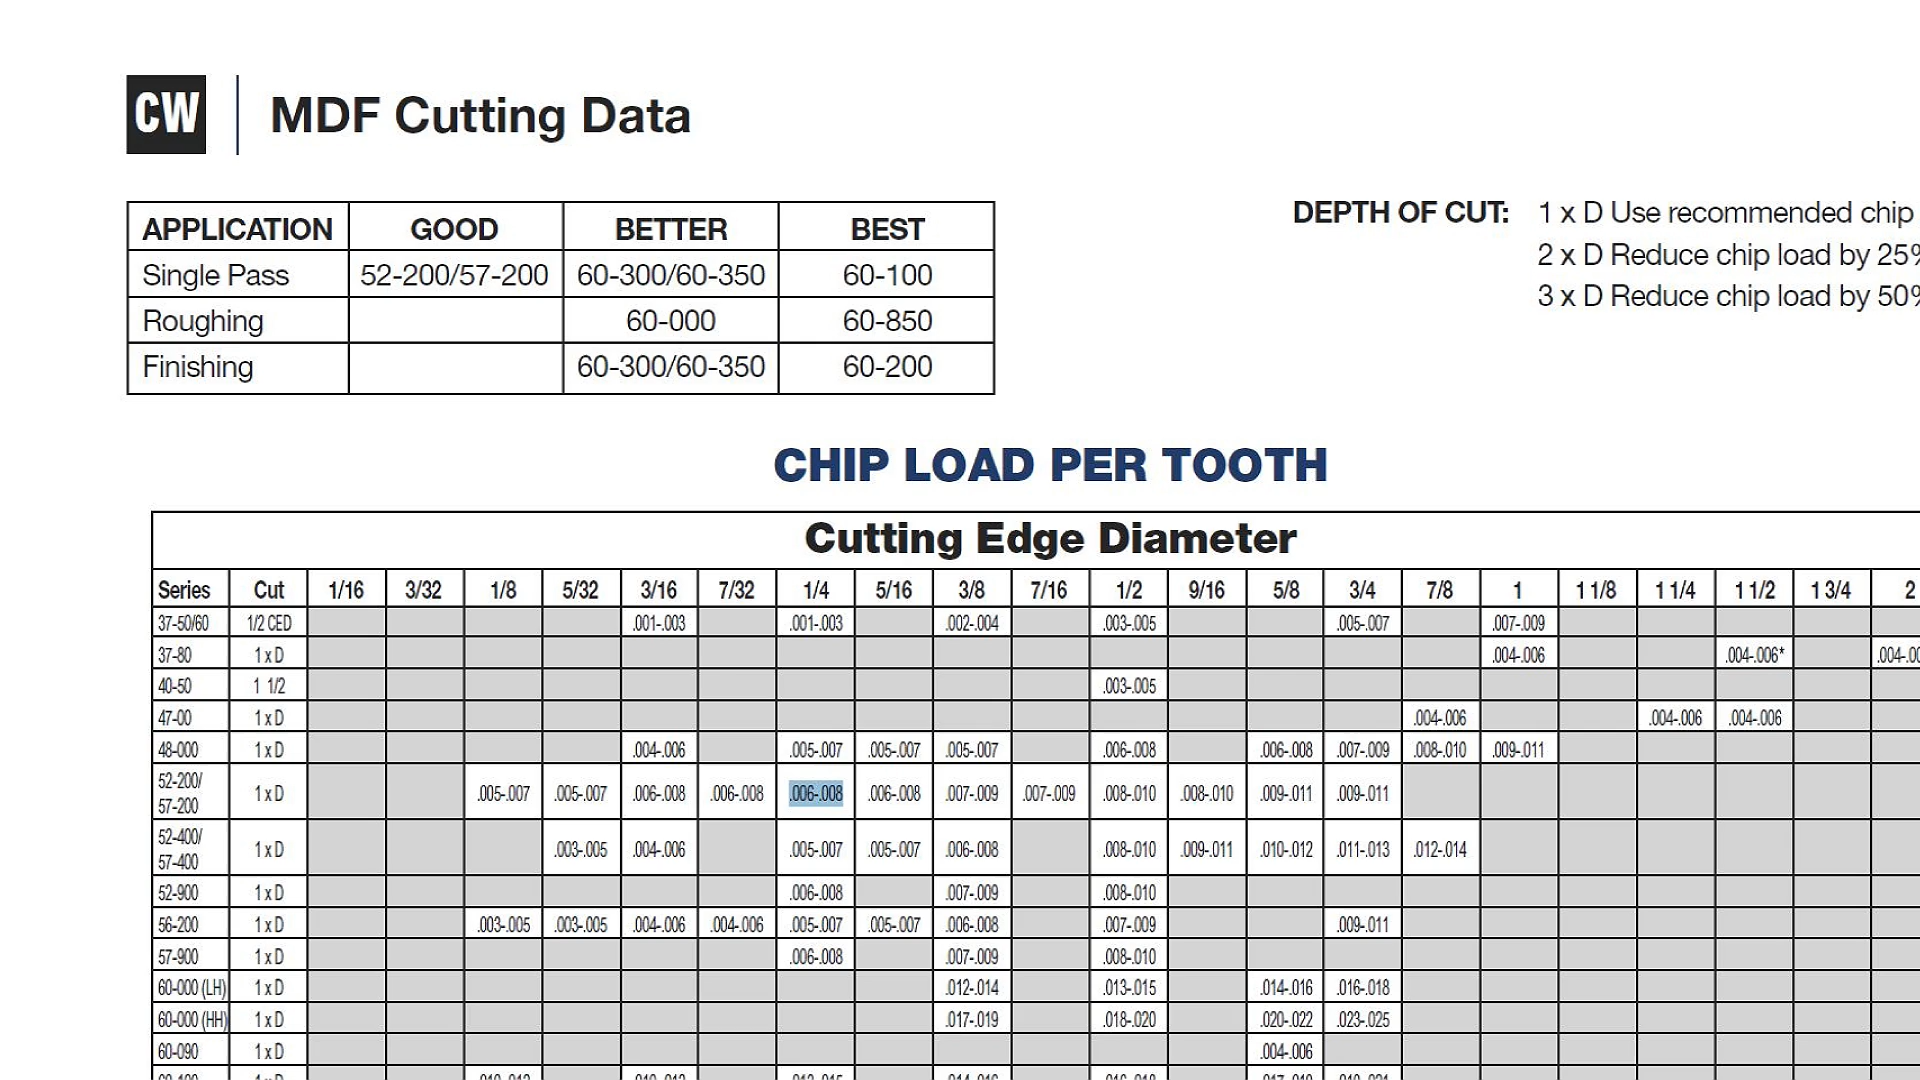 CW
MDF Cutting Data
APPLICATION GOOD BETTER BEST
Single Pass 52-200/57-200 60-300/60-350 60-100
Roughing 60-000 60-850
Finishing 60-300/60-350 60-200
DEPTH OF CUT: 1 x D Use recommended chip
2 x D Reduce chip load by 25%
3 x D Reduce chip load by 50%
CHIP LOAD PER TOOTH
Cutting Edge Diameter
Series Cut 1/16 3/32 1/8 5/32 3/16 7/32 1/4 5/16 3/8 7/16 1/2 9/16 5/8 3/4 7/8 1 1 1/8 1 1/4 1 1/2 1 3/4 2
37-50/60 1/2 CED .001-.003 .001-.003 .002-.004 .003-.005 .005-.007 .007-.009
37-80 1 x D .004-.006 .004-.006*
40-50 1 1/2 .003-.005
47-00 1 x D .004-.006 .004-.006 .004-.006
48-000 1 x D .004-.006 .005-.007 .005-.007 .005-.007 .006-.008 .006-.008 .007-.009 .008-.010 .009-.011
52-200/
57-200 1 x D .005-.007 .005-.007 .006-.008 .006-.008 .006-.008 .006-.008 .007-.009 .007-.009 .008-.010 .008-.010 .009-.011 .009-.011
52-400/
57-400 1 x D .003-.005 .004-.006 .005-.007 .005-.007 .006-.008 .008-.010 .009-.011 .010-.012 .011-.013 .012-.014
52-900 1 x D .006-.008 .007-.009 .008-.010
56-200 1 x D .003-.005 .003-.005 .004-.006 .004-.006 .005-.007 .005-.007 .006-.008 .007-.009 .009-.011
57-900 1 x D .006-.008 .007-.009 .008-.010
60-000 (LH) 1 x D .012-.014 .013-.015 .014-.016 .016-.018
60-000 (HH) 1 x D .017-.019 .018-.020 .020-.022 .023-.025
60-090 1 x D .004-.006